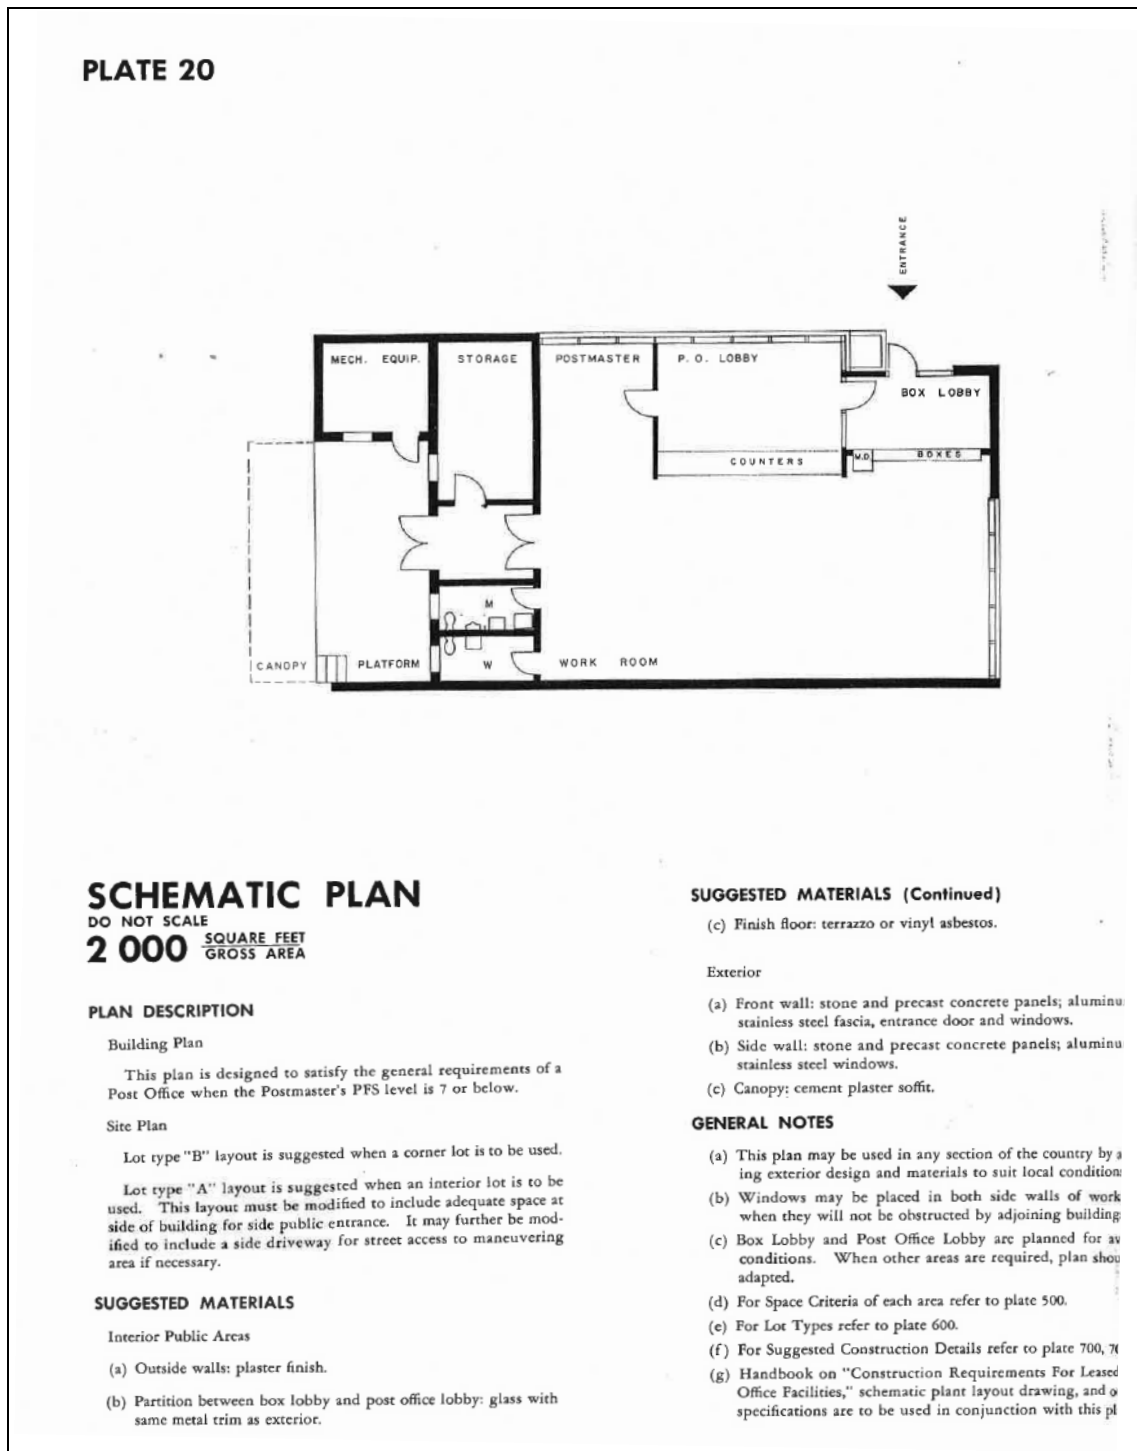 PLATE 20
ENTRANCE
MECH. EQUIP.
STORAGE
POSTMASTER
P. O. LOBBY
BOX LOBBY
COUNTERS
M.D.
BOXES
M
CANOPY
PLATFORM
W
WORK ROOM
SCHEMATIC PLAN
DO NOT SCALE
2 000 SQUARE FEET
GROSS AREA
PLAN DESCRIPTION
Building Plan
This plan is designed to satisfy the general requirements of a
Post Office when the Postmaster's PFS level is 7 or below.
Site Plan
Lot type "B" layout is suggested when a corner lot is to be used.
Lot type "A" layout is suggested when an interior lot is to be
used. This layout must be modified to include adequate space at
side of building for side public entrance. It may further be mod-
ified to include a side driveway for street access to maneuvering
area if necessary.
SUGGESTED MATERIALS
Interior Public Areas
(a) Outside walls: plaster finish.
(b) Partition between box lobby and post office lobby: glass with
same metal trim as exterior.
SUGGESTED MATERIALS (Continued)
(c) Finish floor: terrazzo or vinyl asbestos.
Exterior
(a) Front wall: stone and precast concrete panels; aluminu
stainless steel fascia, entrance door and windows.
(b) Side wall: stone and precast concrete panels; aluminu
stainless steel windows.
(c) Canopy: cement plaster soffit.
GENERAL NOTES
(a) This plan may be used in any section of the country by
ing exterior design and materials to suit local condition
(b) Windows may be placed in both side walls of work
when they will not be obstructed by adjoining building
(c) Box Lobby and Post Office Lobby are planned for av
conditions. When other areas are required, plan shou
adapted.
(d) For Space Criteria of each area refer to plate 500.
(e) For Lot Types refer to plate 600.
(f) For Suggested Construction Details refer to plate 700,
(g) Handbook on "Construction Requirements For Leased
Office Facilities," schematic plant layout drawing, and
specifications are to be used in conjunction with this pl